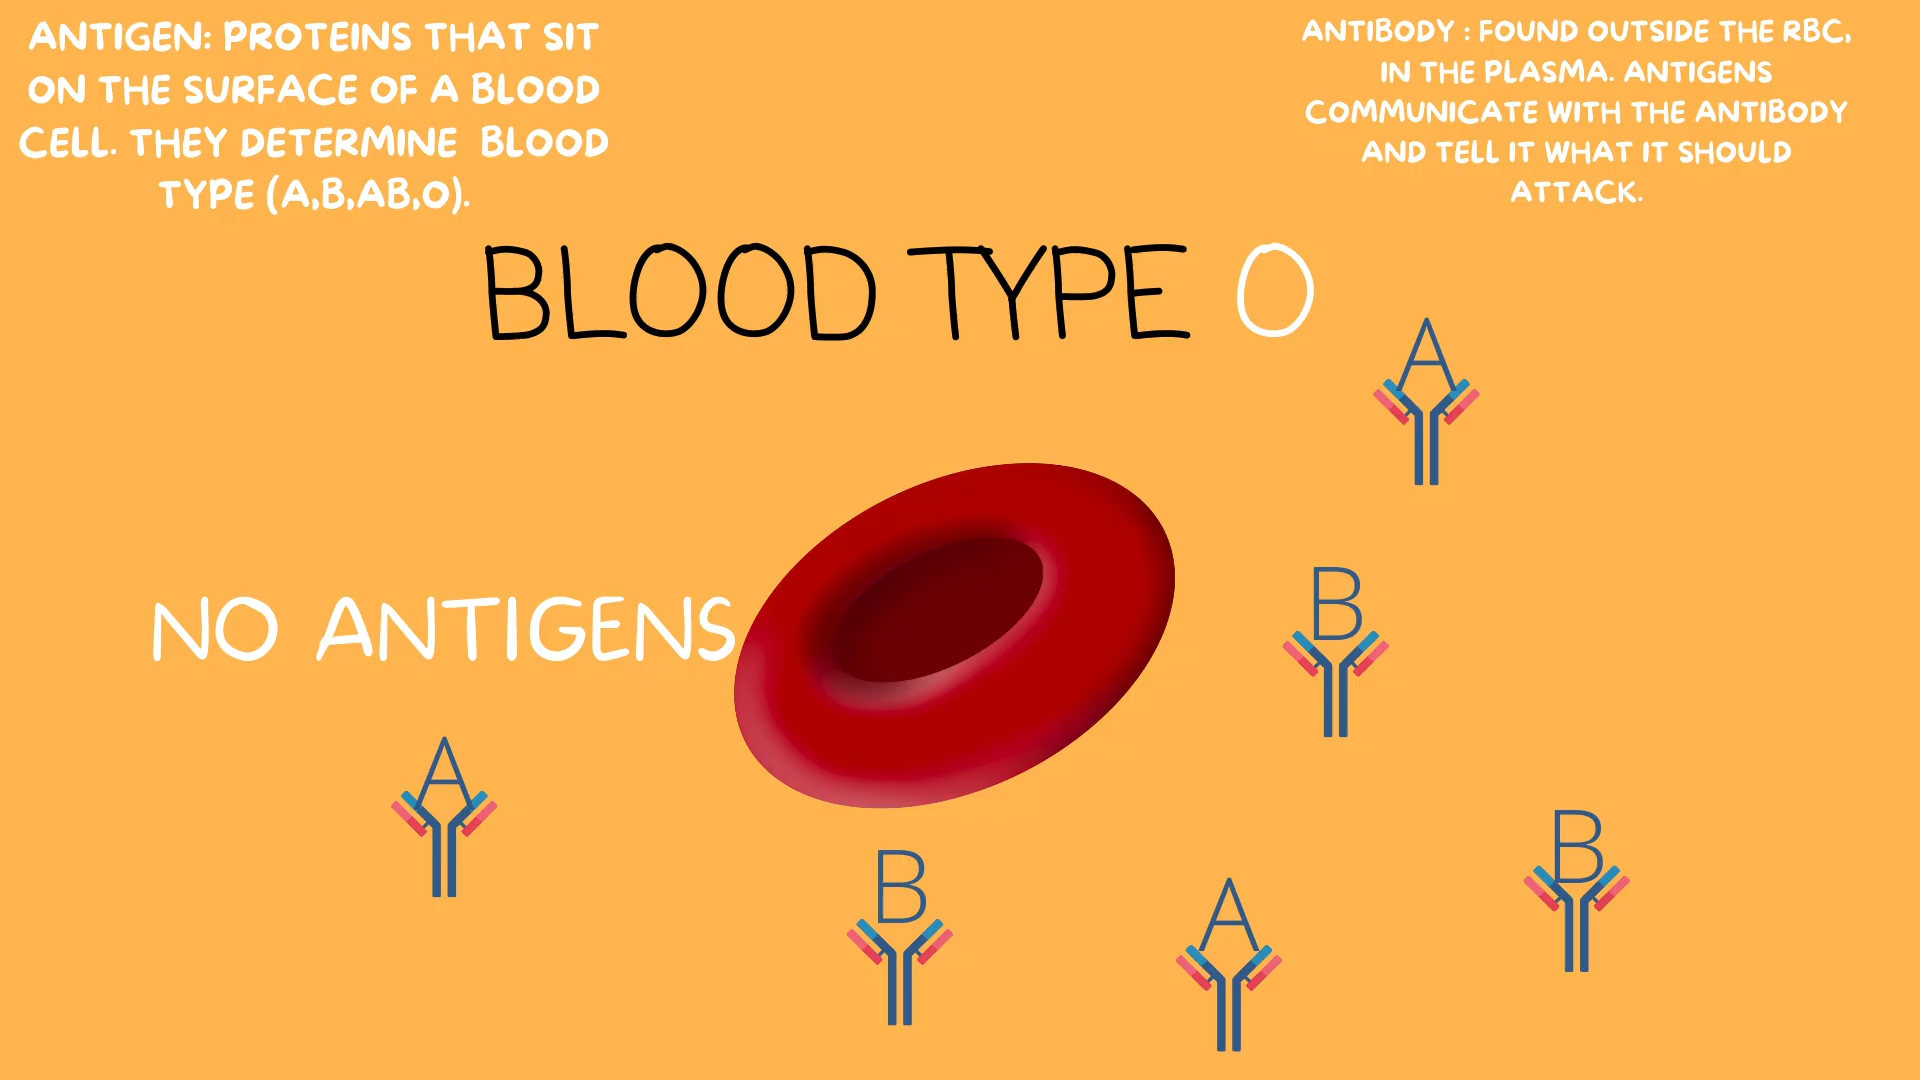 ANTIGEN: PROTEINS THAT SIT
ON THE SURFACE OF A BLOOD
CELL. THEY DETERMINE BLOOD
TYPE (A,B,AB,O).
ANTIBODY : FOUND OUTSIDE THE RBC,
IN THE PLASMA. ANTIGENS
COMMUNICATE WITH THE ANTIBODY
AND TELL IT WHAT IT SHOULD
ATTACK.
BLOOD TYPE O
A
B
NO ANTIGENS
A
B
A
B